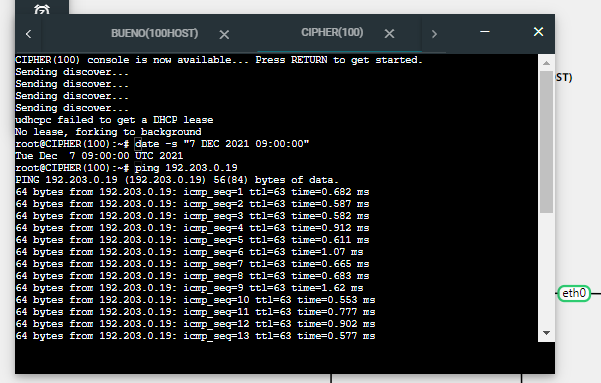 BUENO(100HOST)
CIPHER(100)
CIPHER(100) console is now available... Press RETURN to get started.
Sending discover...
Sending discover...
Sending discover...
Sending discover...
udhcpc failed to get a DHCP lease
No lease, forking to background
root@CIPHER(100):~# date -s "7 DEC 2021 09:00:00"
Tue Dec  7 09:00:00 UTC 2021
root@CIPHER(100):~# ping 192.203.0.19
PING 192.203.0.19 (192.203.0.19) 56(84) bytes of data.
64 bytes from 192.203.0.19: icmp_seq=1 ttl=63 time=0.682 ms
64 bytes from 192.203.0.19: icmp_seq=2 ttl=63 time=0.587 ms
64 bytes from 192.203.0.19: icmp_seq=3 ttl=63 time=0.582 ms
64 bytes from 192.203.0.19: icmp_seq=4 ttl=63 time=0.912 ms
64 bytes from 192.203.0.19: icmp_seq=5 ttl=63 time=0.611 ms
64 bytes from 192.203.0.19: icmp_seq=6 ttl=63 time=1.07 ms
64 bytes from 192.203.0.19: icmp_seq=7 ttl=63 time=0.665 ms
64 bytes from 192.203.0.19: icmp_seq=8 ttl=63 time=0.683 ms
64 bytes from 192.203.0.19: icmp_seq=9 ttl=63 time=1.62 ms
64 bytes from 192.203.0.19: icmp_seq=10 ttl=63 time=0.553 ms
64 bytes from 192.203.0.19: icmp_seq=11 ttl=63 time=0.777 ms
64 bytes from 192.203.0.19: icmp_seq=12 ttl=63 time=0.902 ms
64 bytes from 192.203.0.19: icmp_seq=13 ttl=63 time=0.577 ms
ST)
eth0